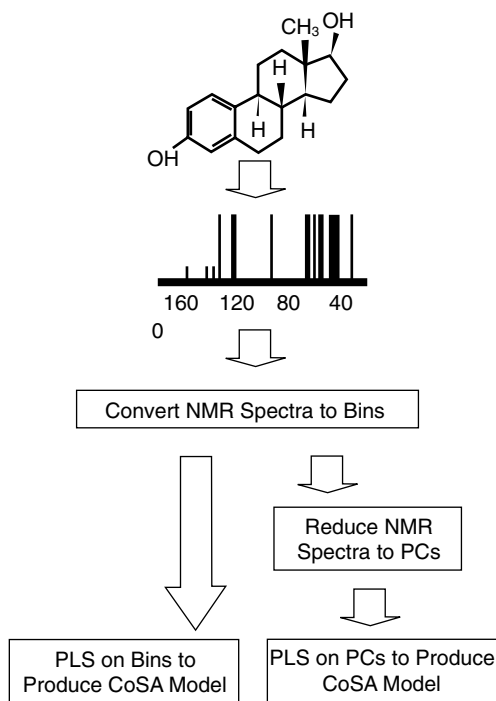 OH
CH3
H
H
H
OH
160 120 80 40
0
Convert NMR Spectra to Bins
Reduce NMR
Spectra to PCs
PLS on Bins to
Produce CoSA Model
PLS on PCs to Produce
CoSA Model